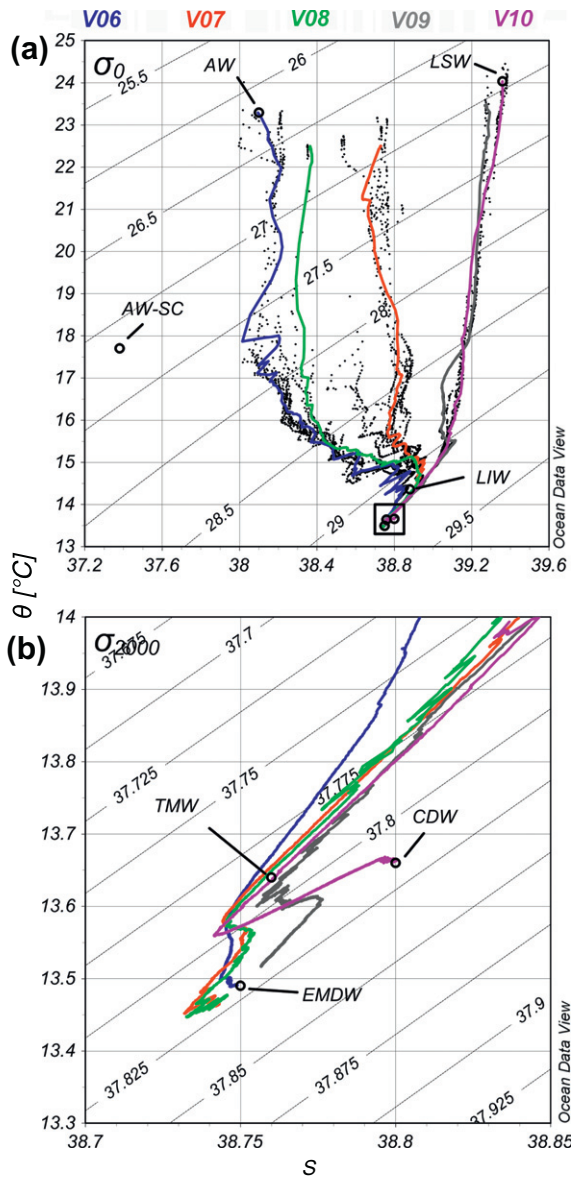 V06 V07 V08 V09 V10
(a)
σ0
25
24
23
22
21
20
19
18
17
16
15
14
13
37.2 37.6 38 38.4 38.8 39.2 39.6
25.5
26
26.5
27
27.5
28
28.5
29
29.5
AW
LSW
AW-SC
LIW
Ocean Data View
θ [°C]
(b)
σ2000
14
13.9
13.8
13.7
13.6
13.5
13.4
13.3
38.7 38.75 38.8 38.85
37.675
37.7
37.725
37.75
37.775
37.8
37.825
37.85
37.875
37.9
37.925
TMW
CDW
EMDW
Ocean Data View
S